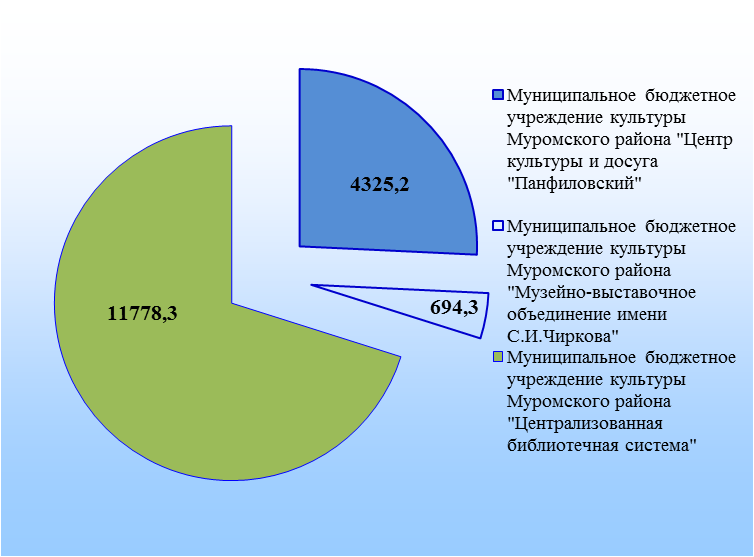 4325,2
694,3
11778,3
Муниципальное бюджетное
учреждение культуры
Муромского района "Центр
культуры и досуга
"Панфиловский"
Муниципальное бюджетное
учреждение культуры
Муромского района
"Музейно-выставочное
объединение имени
С.И.Чиркова"
Муниципальное бюджетное
учреждение культуры
Муромского района
"Централизованная
библиотечная система"